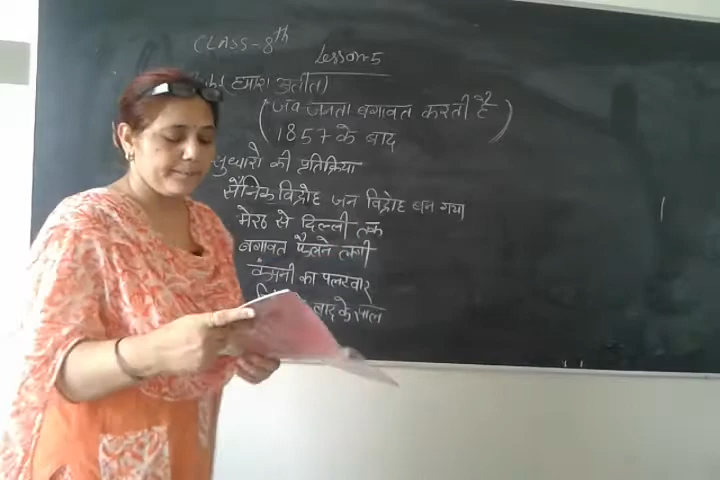 CLASS-8th
Lesson-5
हमारा अतीत)
(जब जनता बगावत करती है
1857 के बाद)
सुधारो की प्रतिक्रिया
सैनिक विद्रोह जन विद्रोह बन गया
मेरठ से दिल्ली तक
बगावत फैलने लगी
कंपनी का पलटवार
बाद के साल